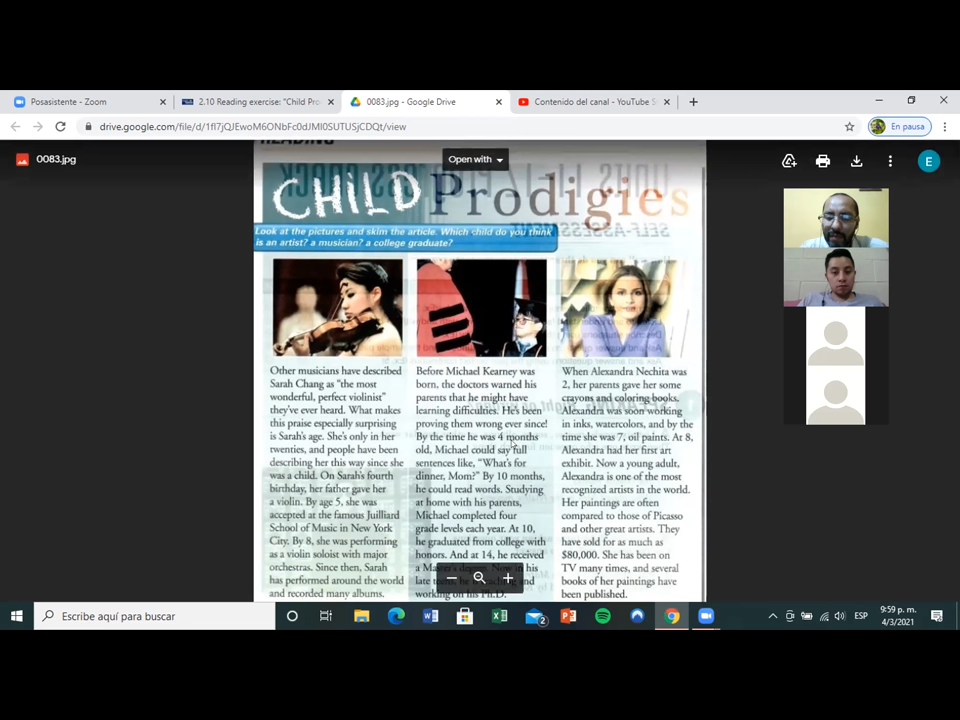 Posasistente - Zoom
2.10 Reading exercise: "Child Pro
0083.jpg - Google Drive
Contenido del canal - YouTube S
En pausa
0083.jpg
Open with
E
CHILD Prodigies
Look at the pictures and skim the article. Which child do you think
is an artist? a musician? a college graduate?
Other musicians have described
Sarah Chang as "the most
wonderful, perfect violinist"
they've ever heard. What makes
this praise especially surprising
is Sarah's age. She's only in her
twenties, and people have been
describing her this way since she
was a child. On Sarah's fourth
birthday, her father gave her
a violin. By age 5, she was
accepted at the famous Juilliard
School of Music in New York
City. By 8, she was performing
as a violin soloist with major
orchestras. Since then, Sarah
has performed around the world
and recorded many albums.
Before Michael Kearney was
born, the doctors warned his
parents that he might have
learning difficulties. He's been
proving them wrong ever since!
By the time he was 4 months
old, Michael could say full
sentences like, "What's for
dinner, Mom?" By 10 months,
he could read words. Studying
at home with his parents,
Michael completed four
grade levels each year. At 10,
he graduated from college with
honors. And at 14, he received
a Master's degree. Now in his
late teens, he is teaching and
working on his Ph.D.
When Alexandra Nechita was
2, her parents gave her some
crayons and coloring books.
Alexandra was soon working
in inks, watercolors, and by the
time she was 7, oil paints. At 8,
Alexandra had her first art
exhibit. Now a young adult,
Alexandra is one of the most
recognized artists in the world.
Her paintings are often
compared to those of Picasso
and other great artists. They
have sold for as much as
$80,000. She has been on
TV many times, and several
books of her paintings have
been published.
Escribe aquí para buscar
2
ESP
9:59 p. m.
4/3/2021